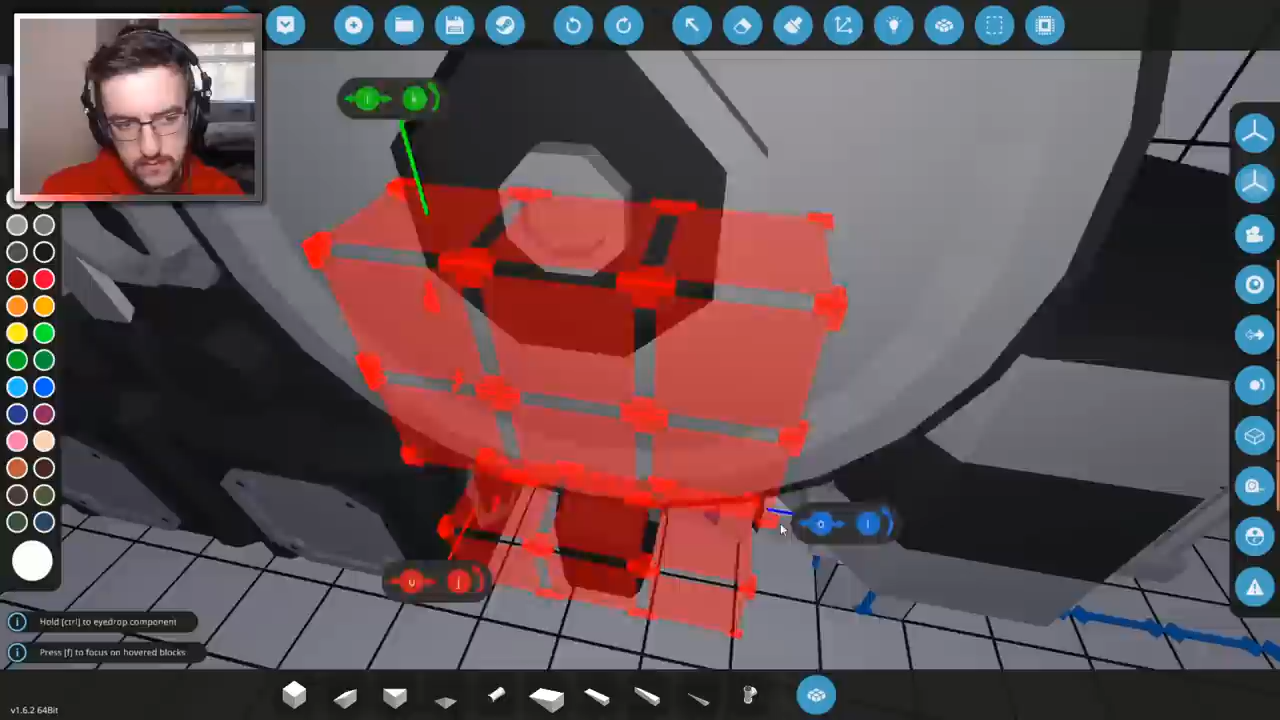 Hold [ctrl] to eyedrop component
Press [f] to focus on hovered blocks
v1.6.2 64Bit